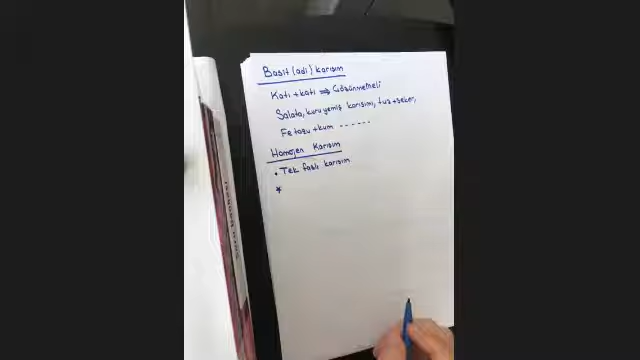 Basit (adi) karışım
Katı + katı ⇒ Çözünmemeli
Salata, kuruyemiş karışımı, tuz + şeker,
Fe tozu + kum - - - - - -
Homojen Karışım
• Tek fazlı karışım
*